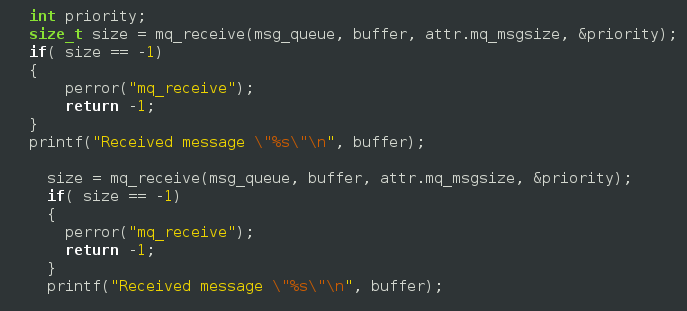 int priority;
size_t size = mq_receive(msg_queue, buffer, attr.mq_msgsize, &priority);
if( size == -1)
{
    perror("mq_receive");
    return -1;
}
printf("Received message \"%s\"\n", buffer);

  size = mq_receive(msg_queue, buffer, attr.mq_msgsize, &priority);
  if( size == -1)
  {
    perror("mq_receive");
    return -1;
  }
  printf("Received message \"%s\"\n", buffer);